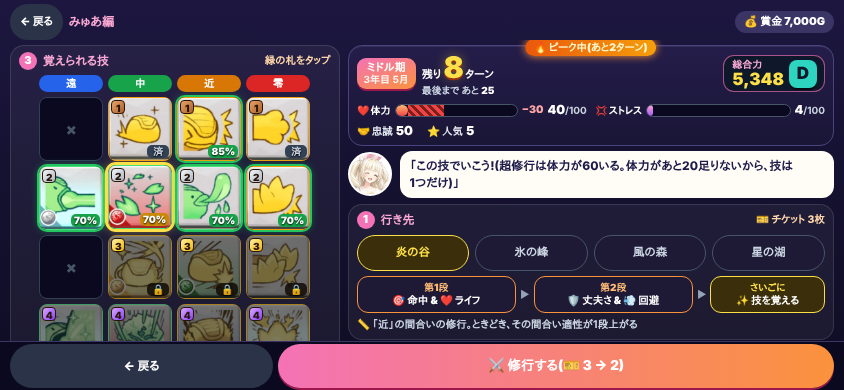 ← 戻る
みゅあ編
💰 賞金 7,000G
3 覚えられる技
緑の札をタップ
遠 中 近 零
× 1 済 1 85% 1 済
2 70% 2 70% 2 70% 2 70%
× 3 🔒 3 🔒 3 🔒
4 4 4 4
🔥 ピーク中(あと2ターン)
ミドル期
3年目 5月
残り 8 ターン
最後まで あと 25
総合力
5,348 D
❤️ 体力 −30 40/100 💢 ストレス 4/100
🤝 忠誠 50 ⭐ 人気 5
「この技でいこう!(超修行は体力が60いる。体力があと20足りないから、技は
1つだけ)」
1 行き先
🎫 チケット 3枚
炎の谷 氷の峰 風の森 星の湖
第1段
🎯 命中 & ❤️ ライフ
▶
第2段
🛡️ 丈夫さ & 💨 回避
▶
さいごに
✨ 技を覚える
📏 「近」の間合いの修行。ときどき、その間合い適性が1段上がる
← 戻る
⚔️ 修行する(🎫 3 → 2)